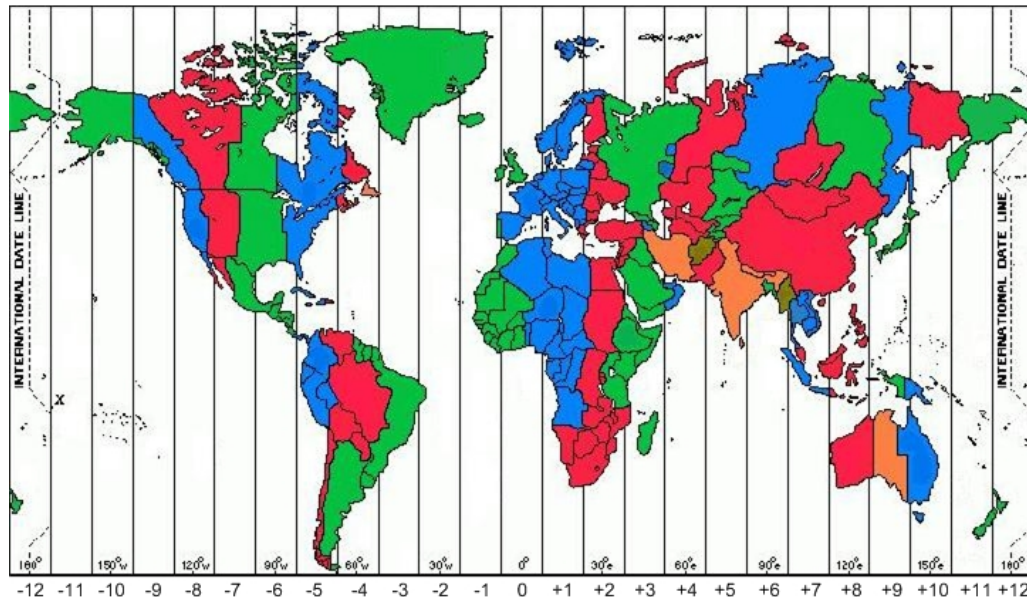 INTERNATIONAL DATE LINE
INTERNATIONAL DATE LINE
X
180° 150°W 120°W 90°W 60°W 30°W 0° 30°E 60°E 90°E 120°E 150°E 180°
-12 -11 -10 -9 -8 -7 -6 -5 -4 -3 -2 -1 0 +1 +2 +3 +4 +5 +6 +7 +8 +9 +10 +11 +12